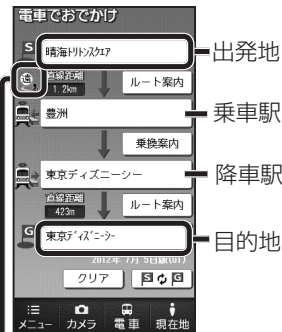 電車でおでかけ
S 晴海ﾄﾘﾄﾝｽｸｴｱ
出発地
遠
直線距離
1.2km
ルート案内
豊洲
乗車駅
乗換案内
東京ディズニーシー
降車駅
直線距離
423m
ルート案内
G 東京ﾃﾞｨｽﾞﾆｰｼｰ
目的地
2012年 7月 5日版(01)
クリア
S G
メニュー カメラ 電車 現在地